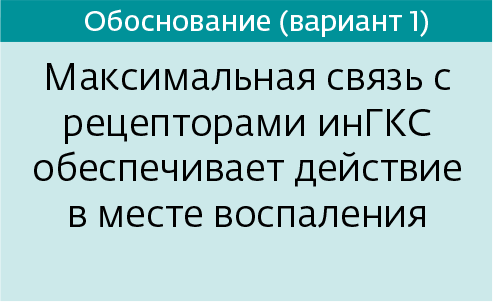 Обоснование (вариант 1)
Максимальная связь с
рецепторами инГКС
обеспечивает действие
в месте воспаления